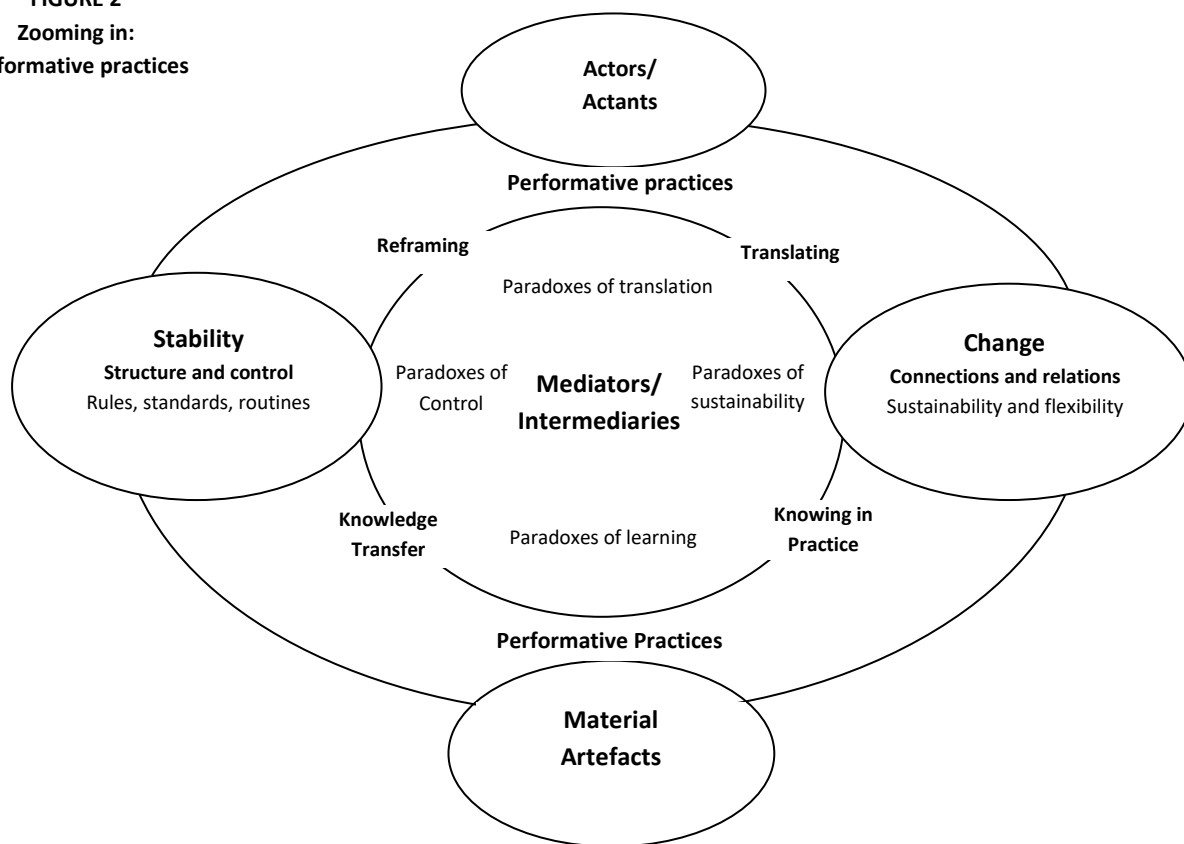 FIGURE 2
Zooming in:
formative practices
Actors/
Actants
Performative practices
Reframing
Translating
Paradoxes of translation
Stability
Structure and control
Rules, standards, routines
Paradoxes of
Control
Mediators/
Intermediaries
Paradoxes of
sustainability
Change
Connections and relations
Sustainability and flexibility
Knowledge
Transfer
Paradoxes of learning
Knowing in
Practice
Performative Practices
Material
Artefacts